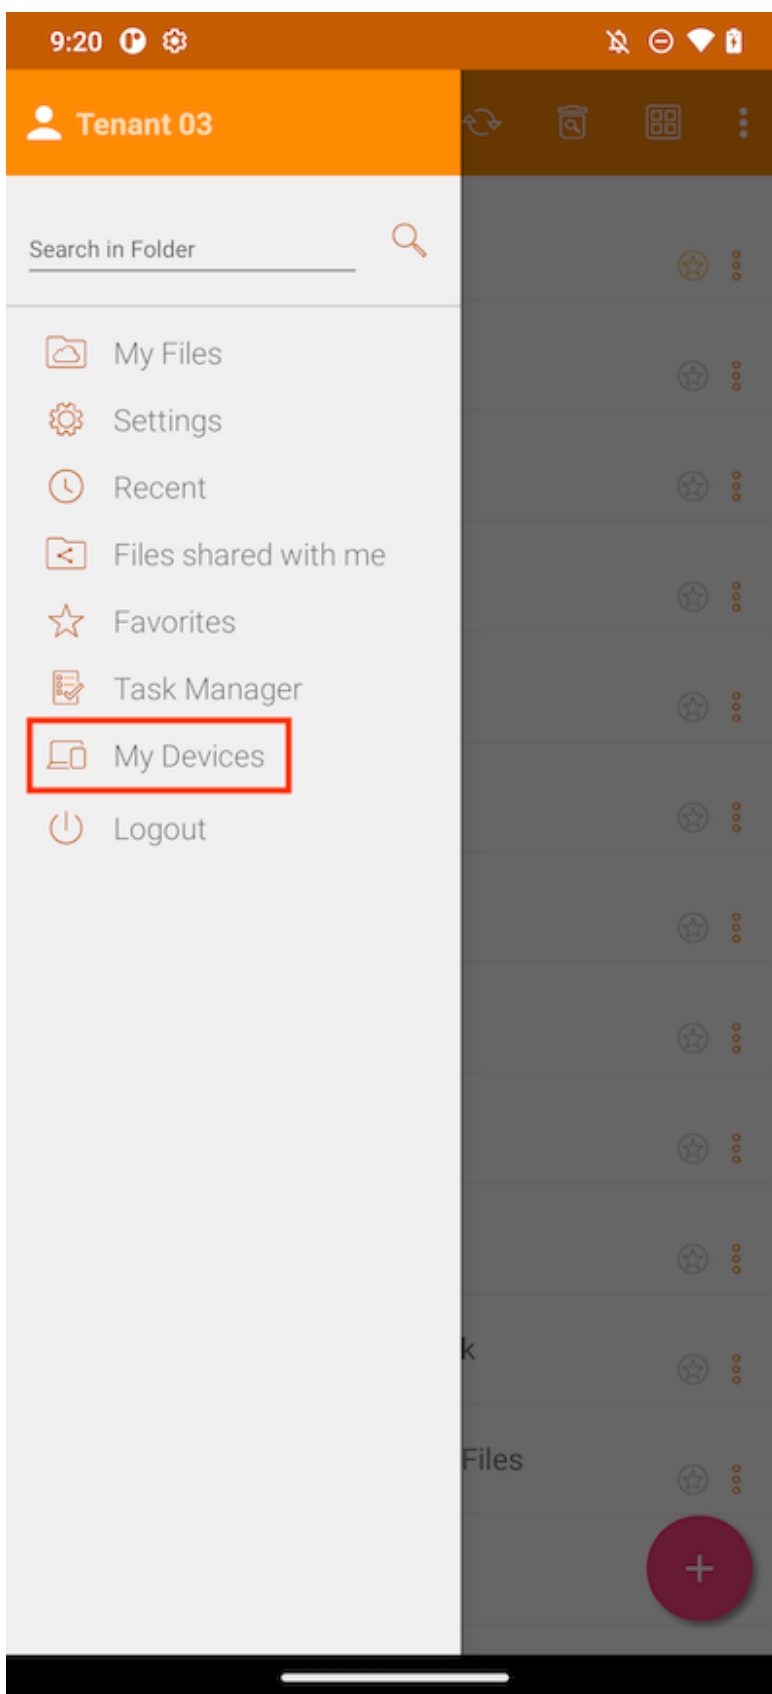 9:20
Tenant 03
Search in Folder
My Files
Settings
Recent
Files shared with me
Favorites
Task Manager
My Devices
Logout
k
Files